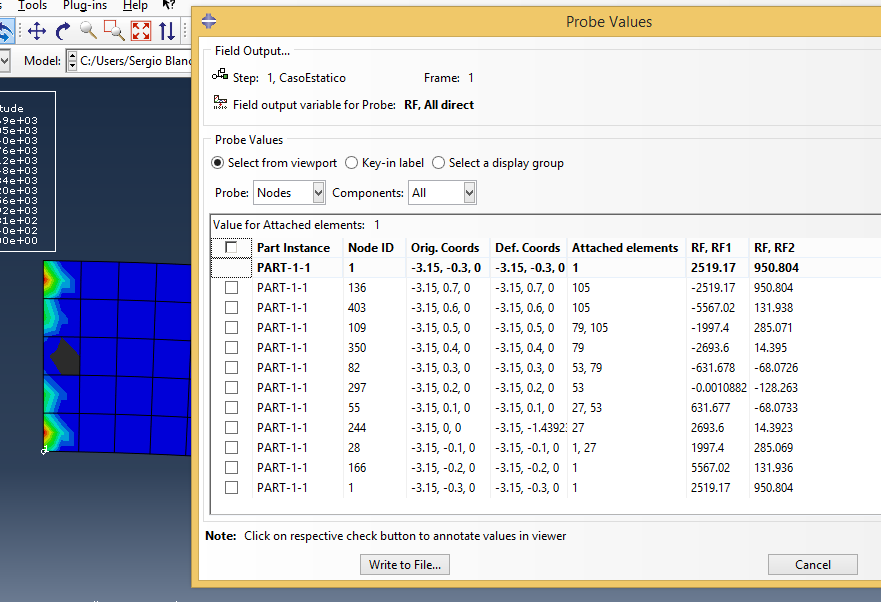 Tools Plug-ins Help
Probe Values
Model: C:/Users/Sergio Blanc
Field Output...
Step: 1, CasoEstatico Frame: 1
Field output variable for Probe: RF, All direct
Probe Values
Select from viewport Key-in label Select a display group
Probe: Nodes Components: All
Value for Attached elements: 1
Part Instance Node ID Orig. Coords Def. Coords Attached elements RF, RF1 RF, RF2
PART-1-1 1 -3.15, -0.3, 0 -3.15, -0.3, 0 1 2519.17 950.804
PART-1-1 136 -3.15, 0.7, 0 -3.15, 0.7, 0 105 -2519.17 950.804
PART-1-1 403 -3.15, 0.6, 0 -3.15, 0.6, 0 105 -5567.02 131.938
PART-1-1 109 -3.15, 0.5, 0 -3.15, 0.5, 0 79, 105 -1997.4 285.071
PART-1-1 350 -3.15, 0.4, 0 -3.15, 0.4, 0 79 -2693.6 14.395
PART-1-1 82 -3.15, 0.3, 0 -3.15, 0.3, 0 53, 79 -631.678 -68.0726
PART-1-1 297 -3.15, 0.2, 0 -3.15, 0.2, 0 53 -0.0010882 -128.263
PART-1-1 55 -3.15, 0.1, 0 -3.15, 0.1, 0 27, 53 631.677 -68.0733
PART-1-1 244 -3.15, 0, 0 -3.15, -1.4392 27 2693.6 14.3923
PART-1-1 28 -3.15, -0.1, 0 -3.15, -0.1, 0 1, 27 1997.4 285.069
PART-1-1 166 -3.15, -0.2, 0 -3.15, -0.2, 0 1 5567.02 131.936
PART-1-1 1 -3.15, -0.3, 0 -3.15, -0.3, 0 1 2519.17 950.804
Note: Click on respective check button to annotate values in viewer
Write to File... Cancel
tude
9e+03
5e+03
0e+03
6e+03
2e+03
8e+03
4e+03
0e+03
6e+03
2e+03
1e+02
0e+02
0e+00